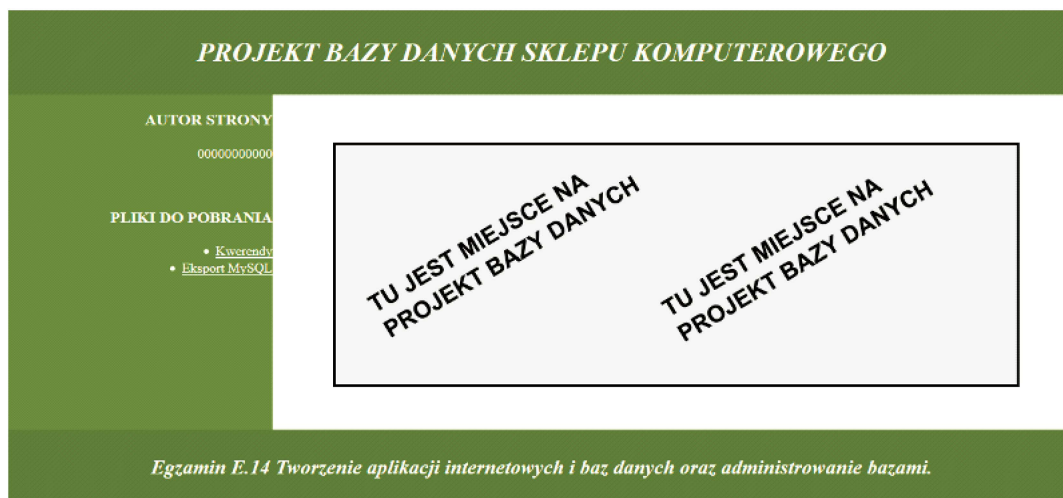 PROJEKT BAZY DANYCH SKLEPU KOMPUTEROWEGO
AUTOR STRONY
00000000000
PLIKI DO POBRANIA
• Kwerendy
• Eksport MySQL
TU JEST MIEJSCE NA
PROJEKT BAZY DANYCH
TU JEST MIEJSCE NA
PROJEKT BAZY DANYCH
Egzamin E.14 Tworzenie aplikacji internetowych i baz danych oraz administrowanie bazami.